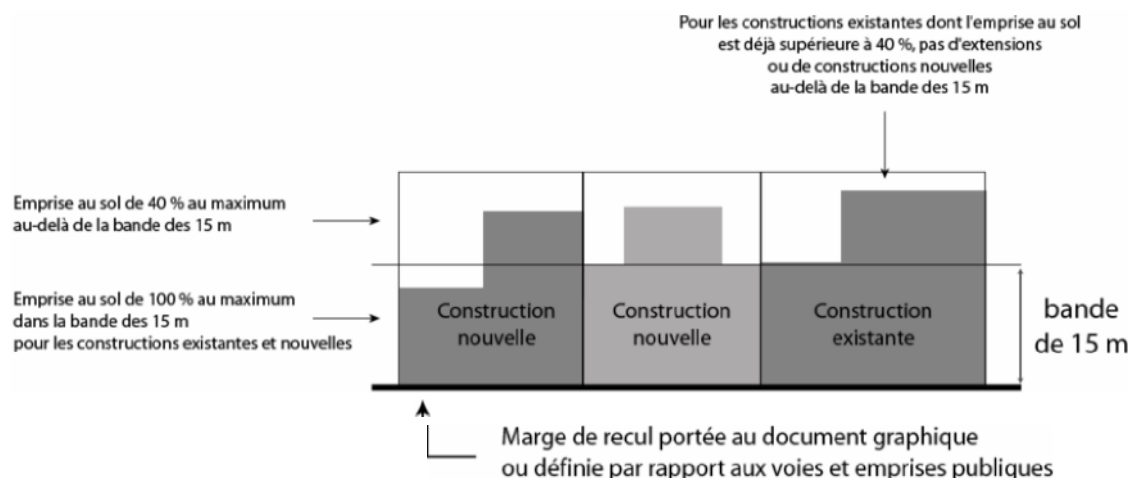 Pour les constructions existantes dont l'emprise au sol
est déjà supérieure à 40 %, pas d'extensions
ou de constructions nouvelles
au-delà de la bande des 15 m
Emprise au sol de 40 % au maximum
au-delà de la bande des 15 m
Emprise au sol de 100 % au maximum
dans la bande des 15 m
pour les constructions existantes et nouvelles
Construction
nouvelle
Construction
nouvelle
Construction
existante
bande
de 15 m
Marge de recul portée au document graphique
ou définie par rapport aux voies et emprises publiques